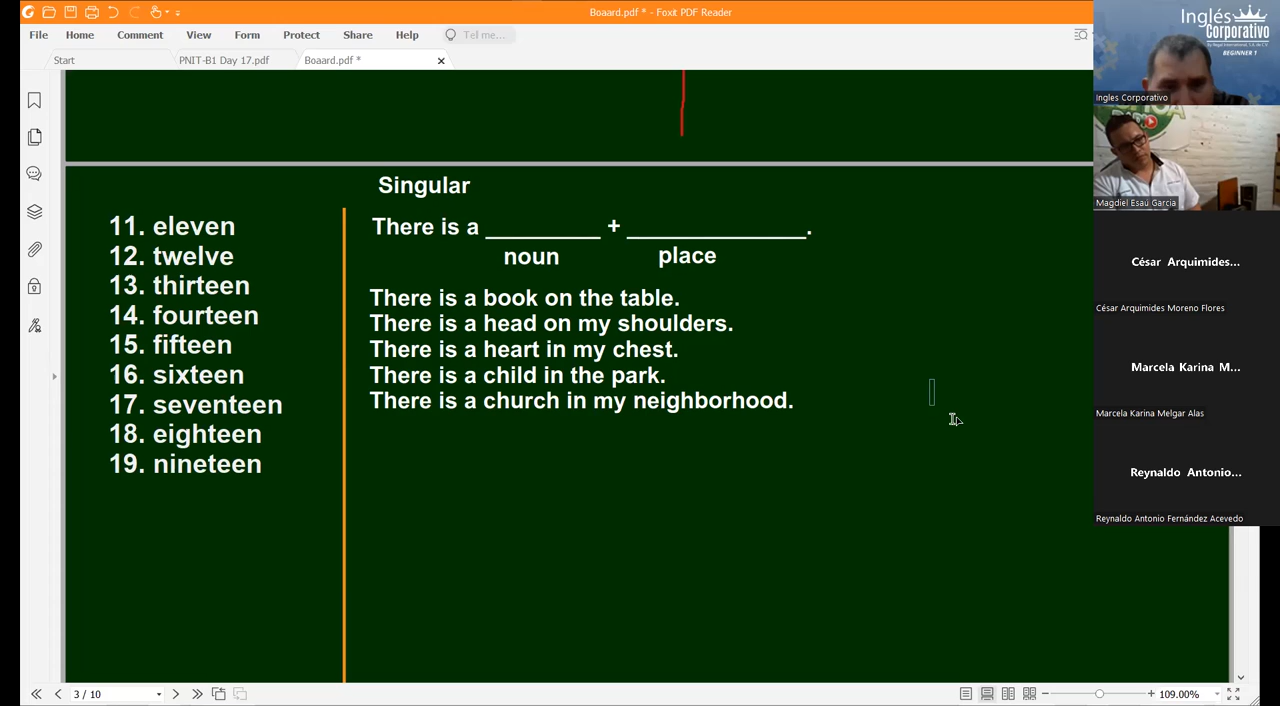 Boaard.pdf * - Foxit PDF Reader
File Home Comment View Form Protect Share Help Tell me...
Start PNIT-B1 Day 17.pdf Boaard.pdf *
Singular
11. eleven
12. twelve
13. thirteen
14. fourteen
15. fifteen
16. sixteen
17. seventeen
18. eighteen
19. nineteen
There is a __________ + ________________.
noun place
There is a book on the table.
There is a head on my shoulders.
There is a heart in my chest.
There is a child in the park.
There is a church in my neighborhood.
Inglés
Corporativo
BEGINNER 1
Ingles Corporativo
Magdiel Esaú Garcia
César Arquimides...
César Arquimides Moreno Flores
Marcela Karina M...
Marcela Karina Melgar Alas
Reynaldo Antonio...
Reynaldo Antonio Fernández Acevedo
3 / 10
109.00%